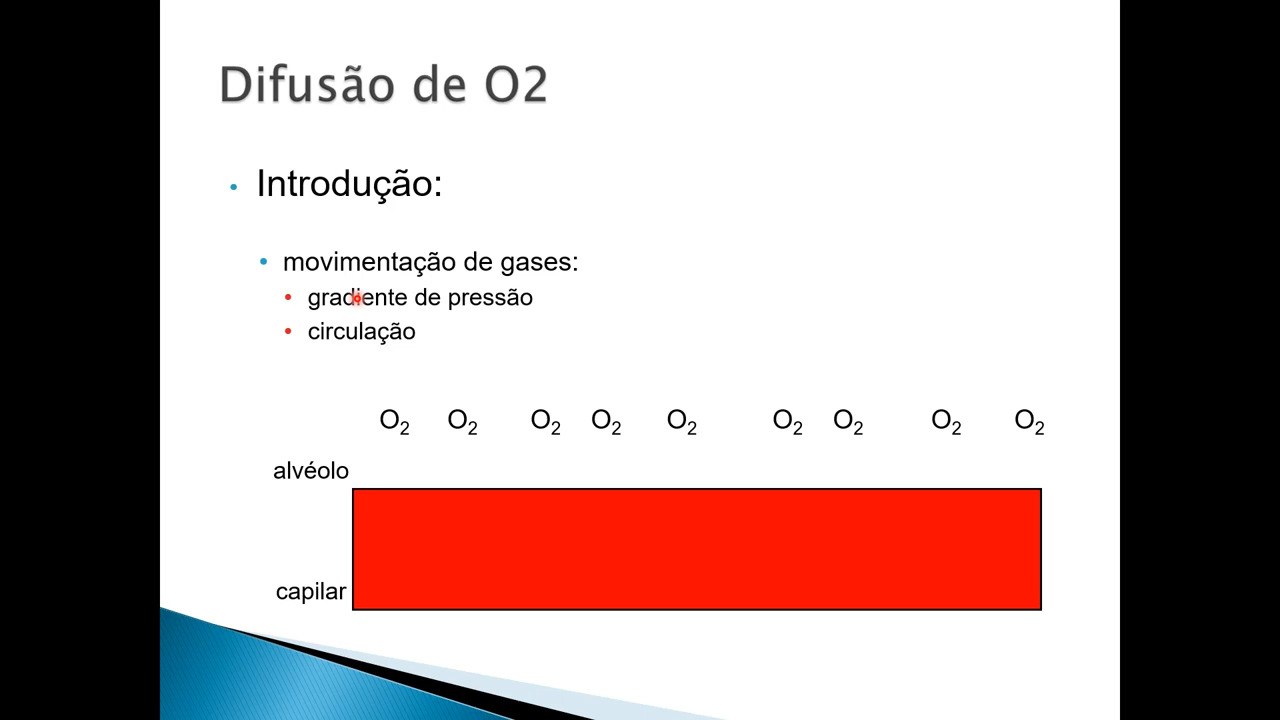 Difusão de O2
• Introdução:
• movimentação de gases:
• gradiente de pressão
• circulação
O₂ O₂ O₂ O₂ O₂ O₂ O₂ O₂ O₂
alvéolo
capilar